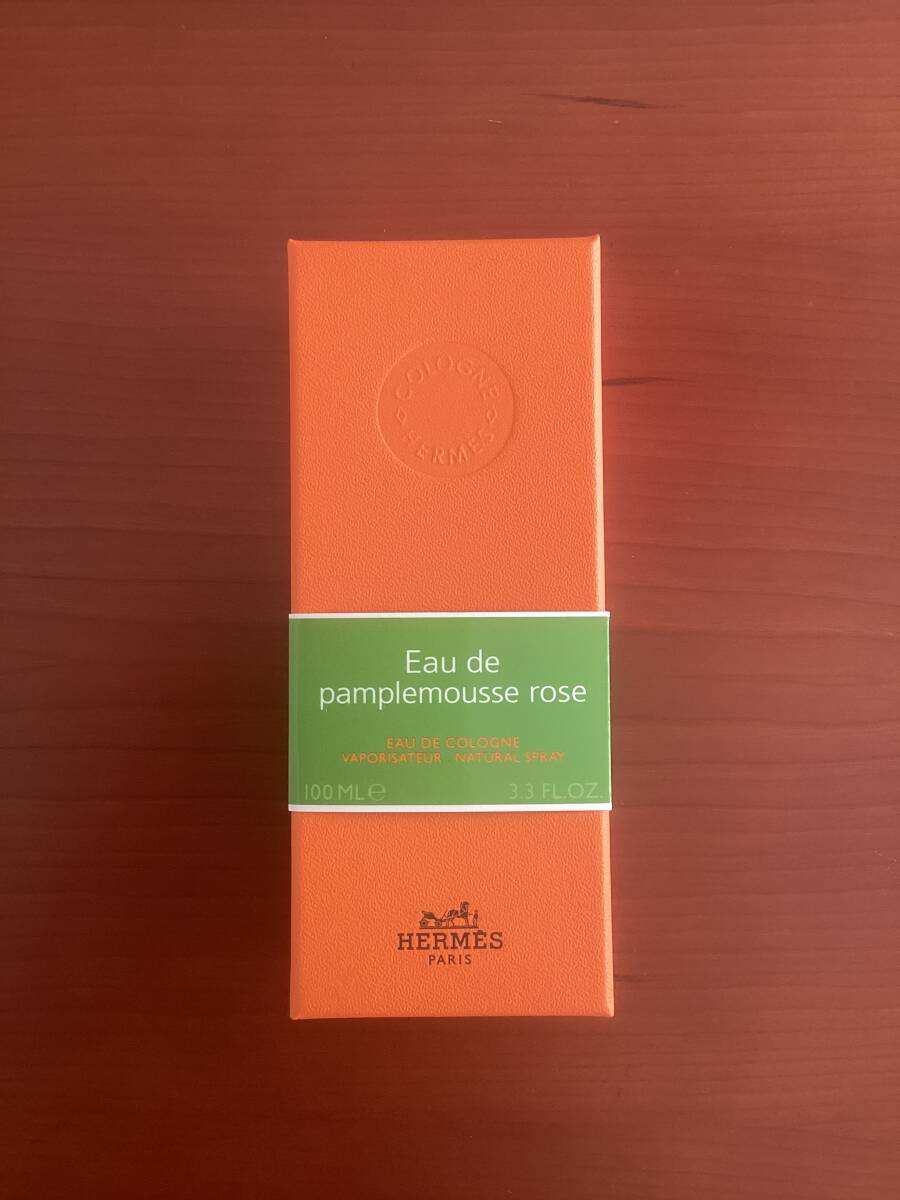 COLOGNE
HERMÈS
Eau de
pamplemousse rose
EAU DE COLOGNE
VAPORISATEUR . NATURAL SPRAY
100 ML e 3.3 FL.OZ.
HERMÈS
PARIS